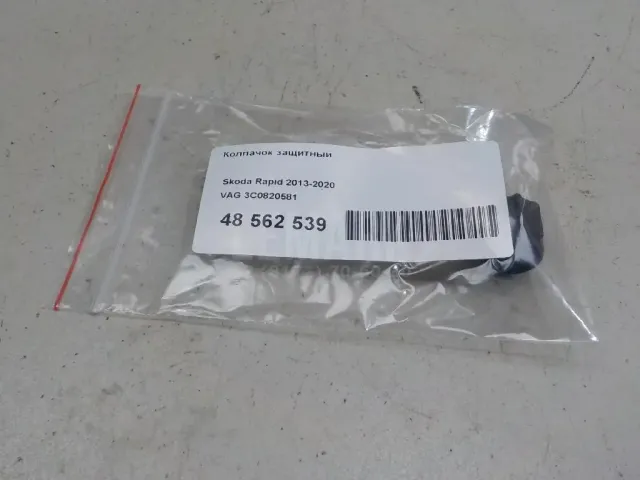 Колпачок защитный
Skoda Rapid 2013-2020
VAG 3C0820581
48 562 539